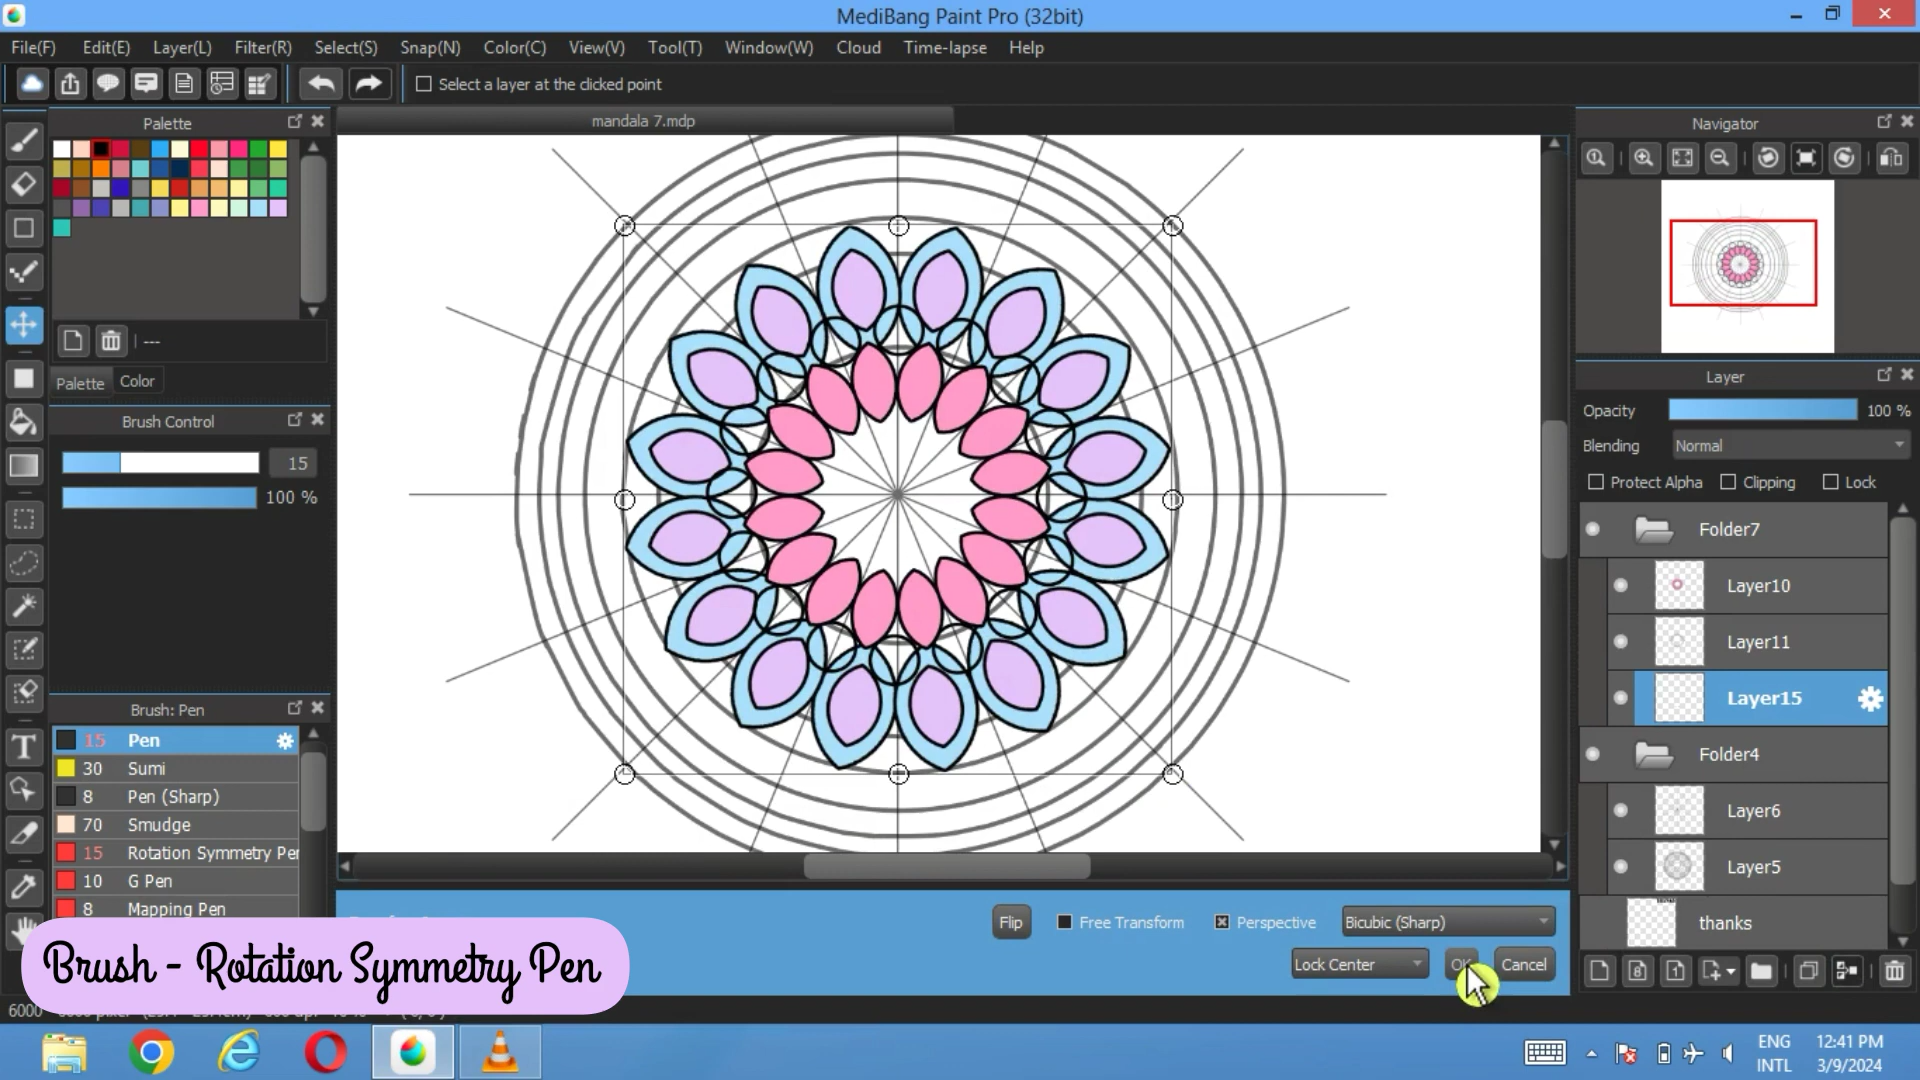 MediBang Paint Pro (32bit)
File(F) Edit(E) Layer(L) Filter(R) Select(S) Snap(N) Color(C) View(V) Tool(T) Window(W) Cloud Time-lapse Help
Select a layer at the clicked point
Palette
mandala 7.mdp
Navigator
---
Palette Color
Brush Control
15
100 %
Brush: Pen
15 Pen
30 Sumi
8 Pen (Sharp)
70 Smudge
15 Rotation Symmetry Per
10 G Pen
8 Mapping Pen
Layer
Opacity 100 %
Blending Normal
Protect Alpha Clipping Lock
Folder7
Layer10
Layer11
Layer15
Folder4
Layer6
Layer5
thanks
Flip Free Transform Perspective Bicubic (Sharp)
Lock Center OK Cancel
Brush - Rotation Symmetry Pen
6000
ENG
INTL
12:41 PM
3/9/2024